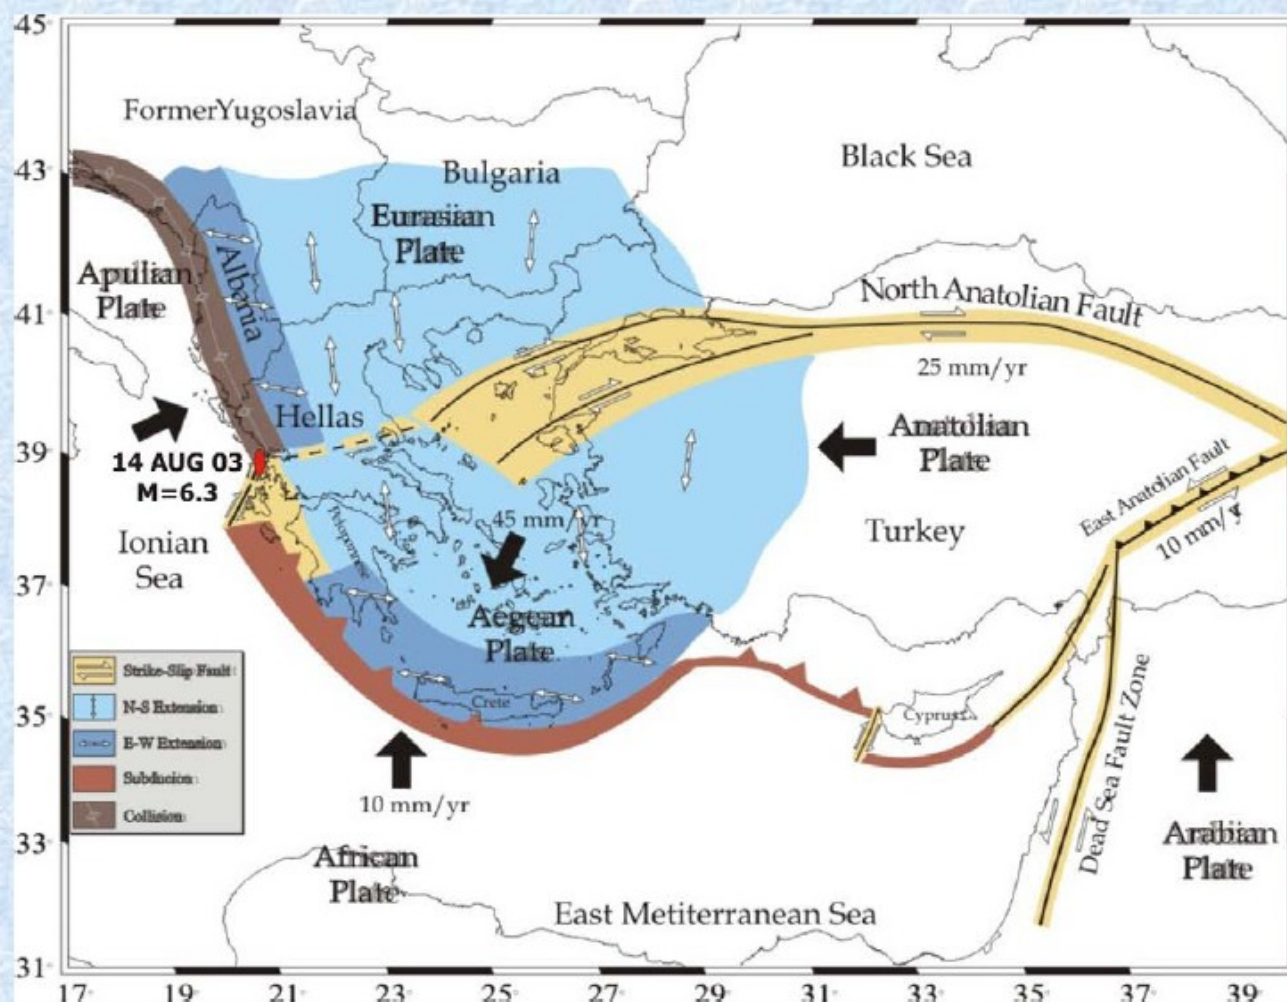 45°
43°
41°
39°
37°
35°
33°
31°
FormerYugoslavia
Bulgaria
Black Sea
Eurasian
Plate
Albania
Apulian
Plate
North Anatolian Fault
25 mm/yr
Hellas
Anatolian
Plate
14 AUG 03
M=6.3
East Anatolian Fault
10 mm/yr
Ionian
Sea
Peloponnese
45 mm/yr
Turkey
Aegean
Plate
Crete
Cyprus
Dead Sea Fault Zone
Strike-Slip Fault
N-S Extension
E-W Extension
Subducion
Collision
10 mm/yr
African
Plate
Arabian
Plate
East Metiterranean Sea
17° 19° 21° 23° 25° 27° 29° 31° 33° 35° 37° 39°